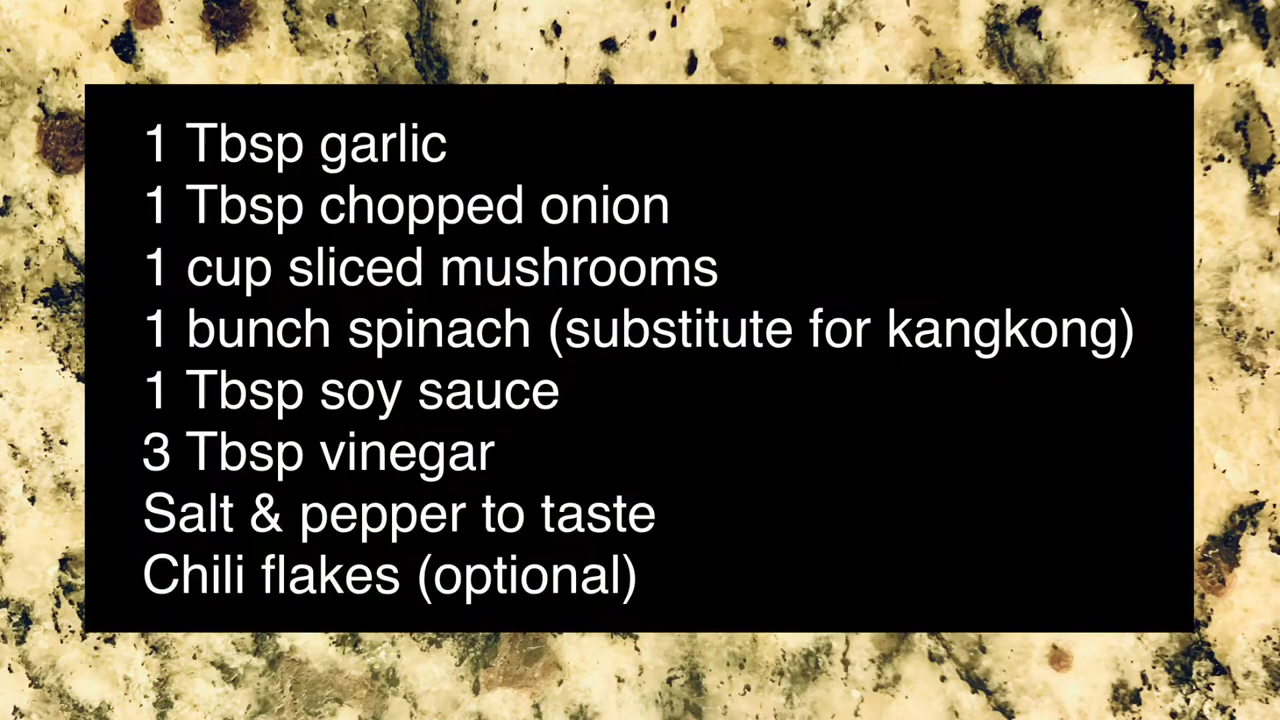 1 Tbsp garlic
1 Tbsp chopped onion
1 cup sliced mushrooms
1 bunch spinach (substitute for kangkong)
1 Tbsp soy sauce
3 Tbsp vinegar
Salt & pepper to taste
Chili flakes (optional)